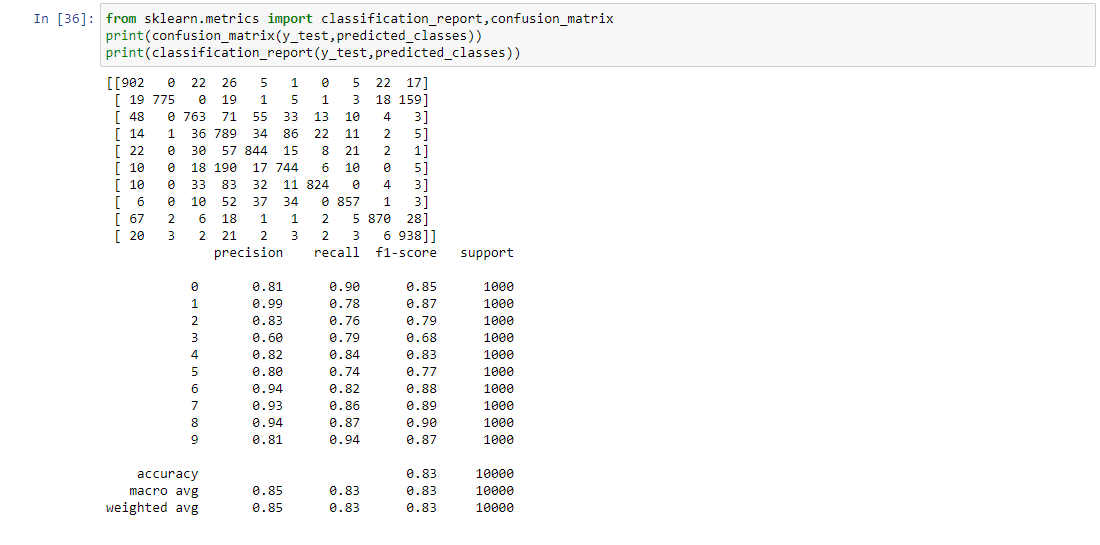 In [36]: from sklearn.metrics import classification_report,confusion_matrix
print(confusion_matrix(y_test,predicted_classes))
print(classification_report(y_test,predicted_classes))
[[902   0  22  26   5   1   0   5  22  17]
 [ 19 775   0  19   1   5   1   3  18 159]
 [ 48   0 763  71  55  33  13  10   4   3]
 [ 14   1  36 789  34  86  22  11   2   5]
 [ 22   0  30  57 844  15   8  21   2   1]
 [ 10   0  18 190  17 744   6  10   0   5]
 [ 10   0  33  83  32  11 824   0   4   3]
 [  6   0  10  52  37  34   0 857   1   3]
 [ 67   2   6  18   1   1   2   5 870  28]
 [ 20   3   2  21   2   3   2   3   6 938]]
              precision    recall  f1-score   support
           0       0.81      0.90      0.85      1000
           1       0.99      0.78      0.87      1000
           2       0.83      0.76      0.79      1000
           3       0.60      0.79      0.68      1000
           4       0.82      0.84      0.83      1000
           5       0.80      0.74      0.77      1000
           6       0.94      0.82      0.88      1000
           7       0.93      0.86      0.89      1000
           8       0.94      0.87      0.90      1000
           9       0.81      0.94      0.87      1000
    accuracy                           0.83     10000
   macro avg       0.85      0.83      0.83     10000
weighted avg       0.85      0.83      0.83     10000